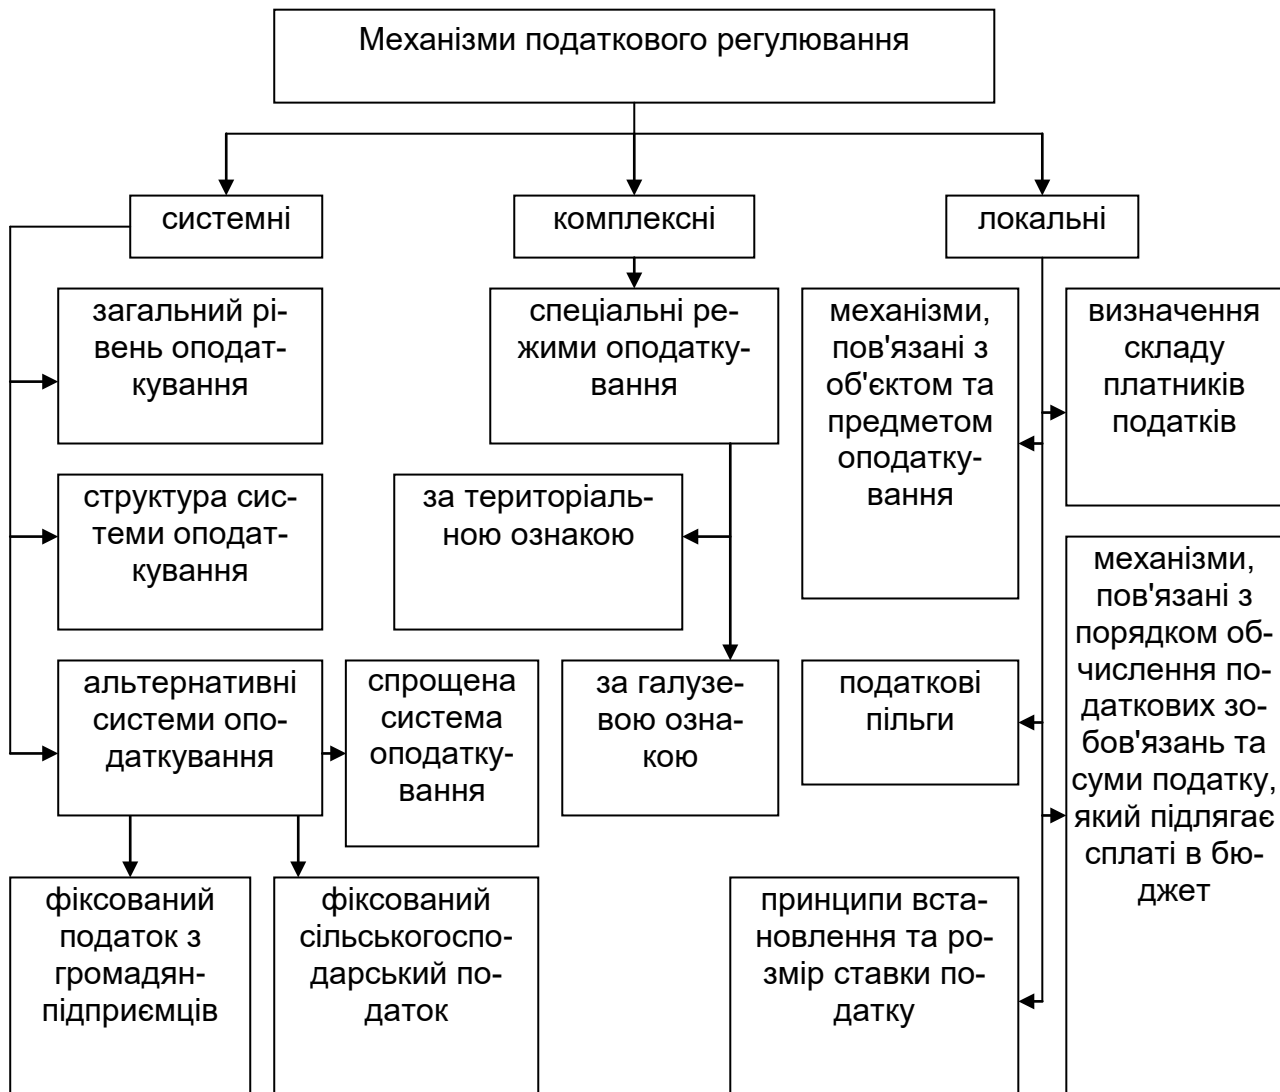 Механізми податкового регулювання
системні
комплексні
локальні
загальний рі-
вень оподат-
кування
спеціальні ре-
жими оподатку-
вання
механізми,
пов'язані з
об'єктом та
предметом
оподатку-
вання
визначення
складу
платників
податків
структура сис-
теми оподат-
кування
за територіаль-
ною ознакою
механізми,
пов'язані з
порядком об-
числення по-
даткових зо-
бов'язань та
суми податку,
який підлягає
сплаті в бю-
джет
альтернативні
системи опо-
даткування
спрощена
система
оподатку-
вання
за галузе-
вою озна-
кою
податкові
пільги
фіксований
податок з
громадян-
підприємців
фіксований
сільськогоспо-
дарський по-
даток
принципи вста-
новлення та ро-
змір ставки по-
датку